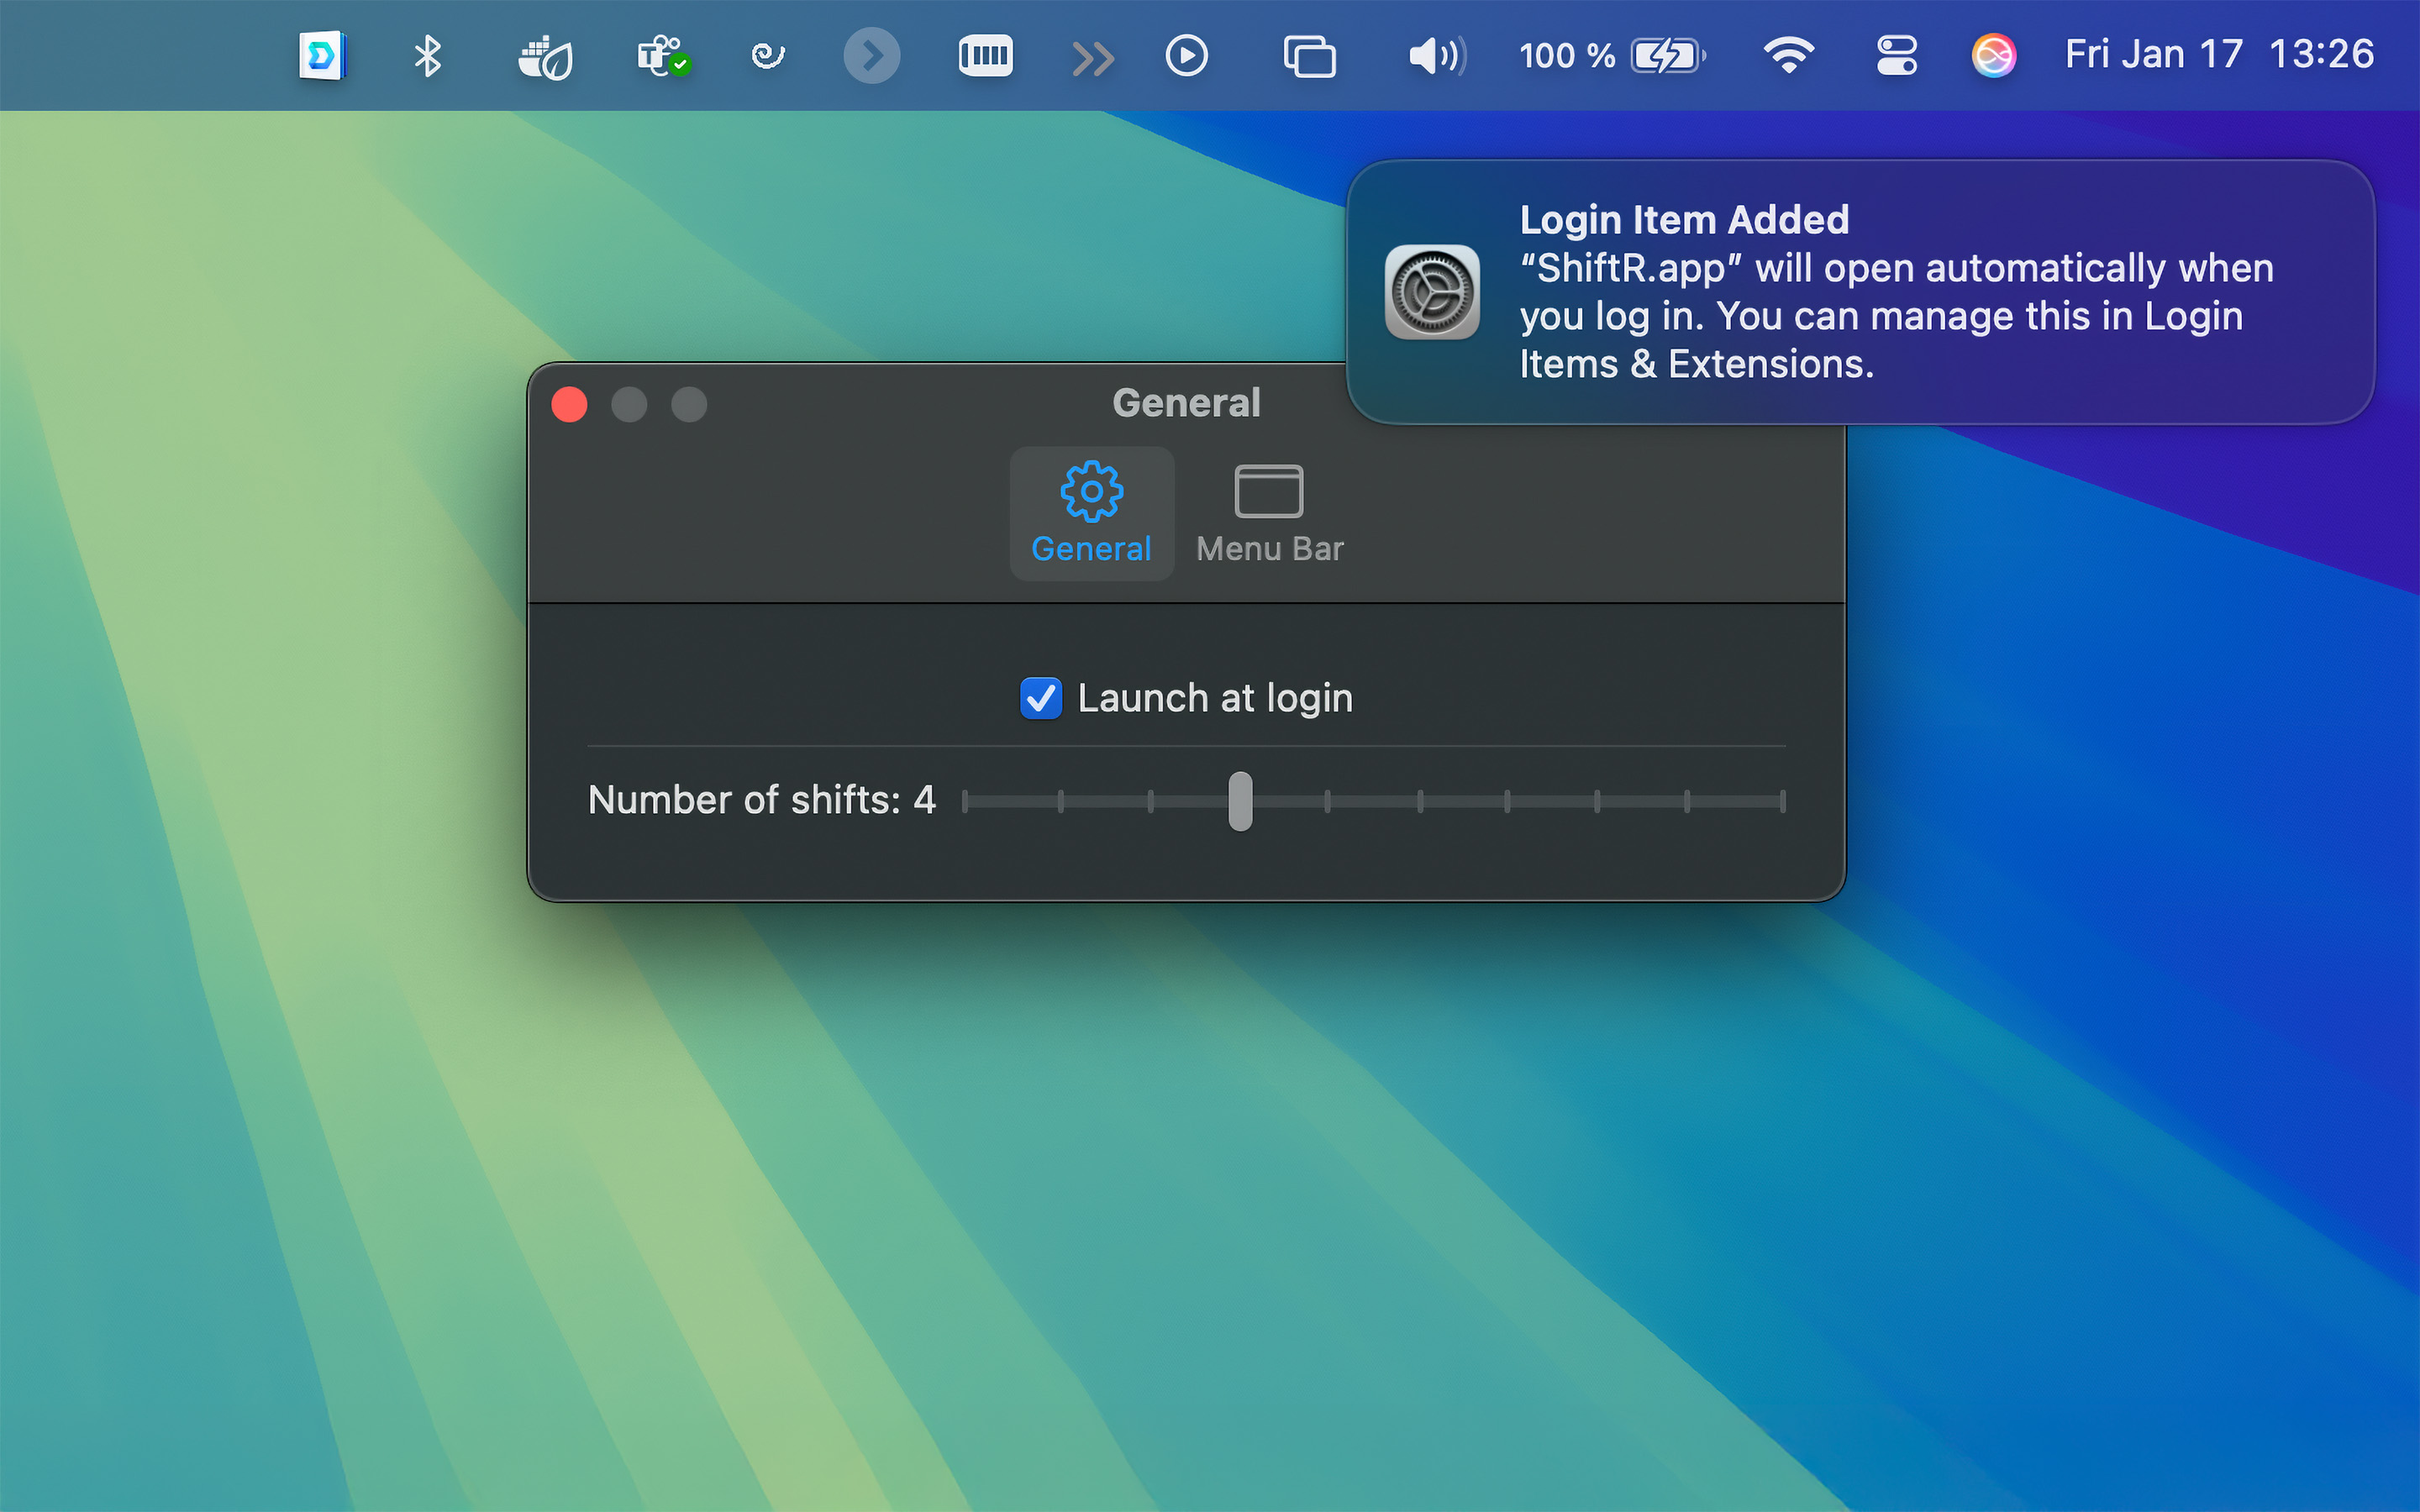 100 %
Fri Jan 17 13:26
Login Item Added
“ShiftR.app” will open automatically when
you log in. You can manage this in Login
Items & Extensions.
General
General
Menu Bar
Launch at login
Number of shifts: 4